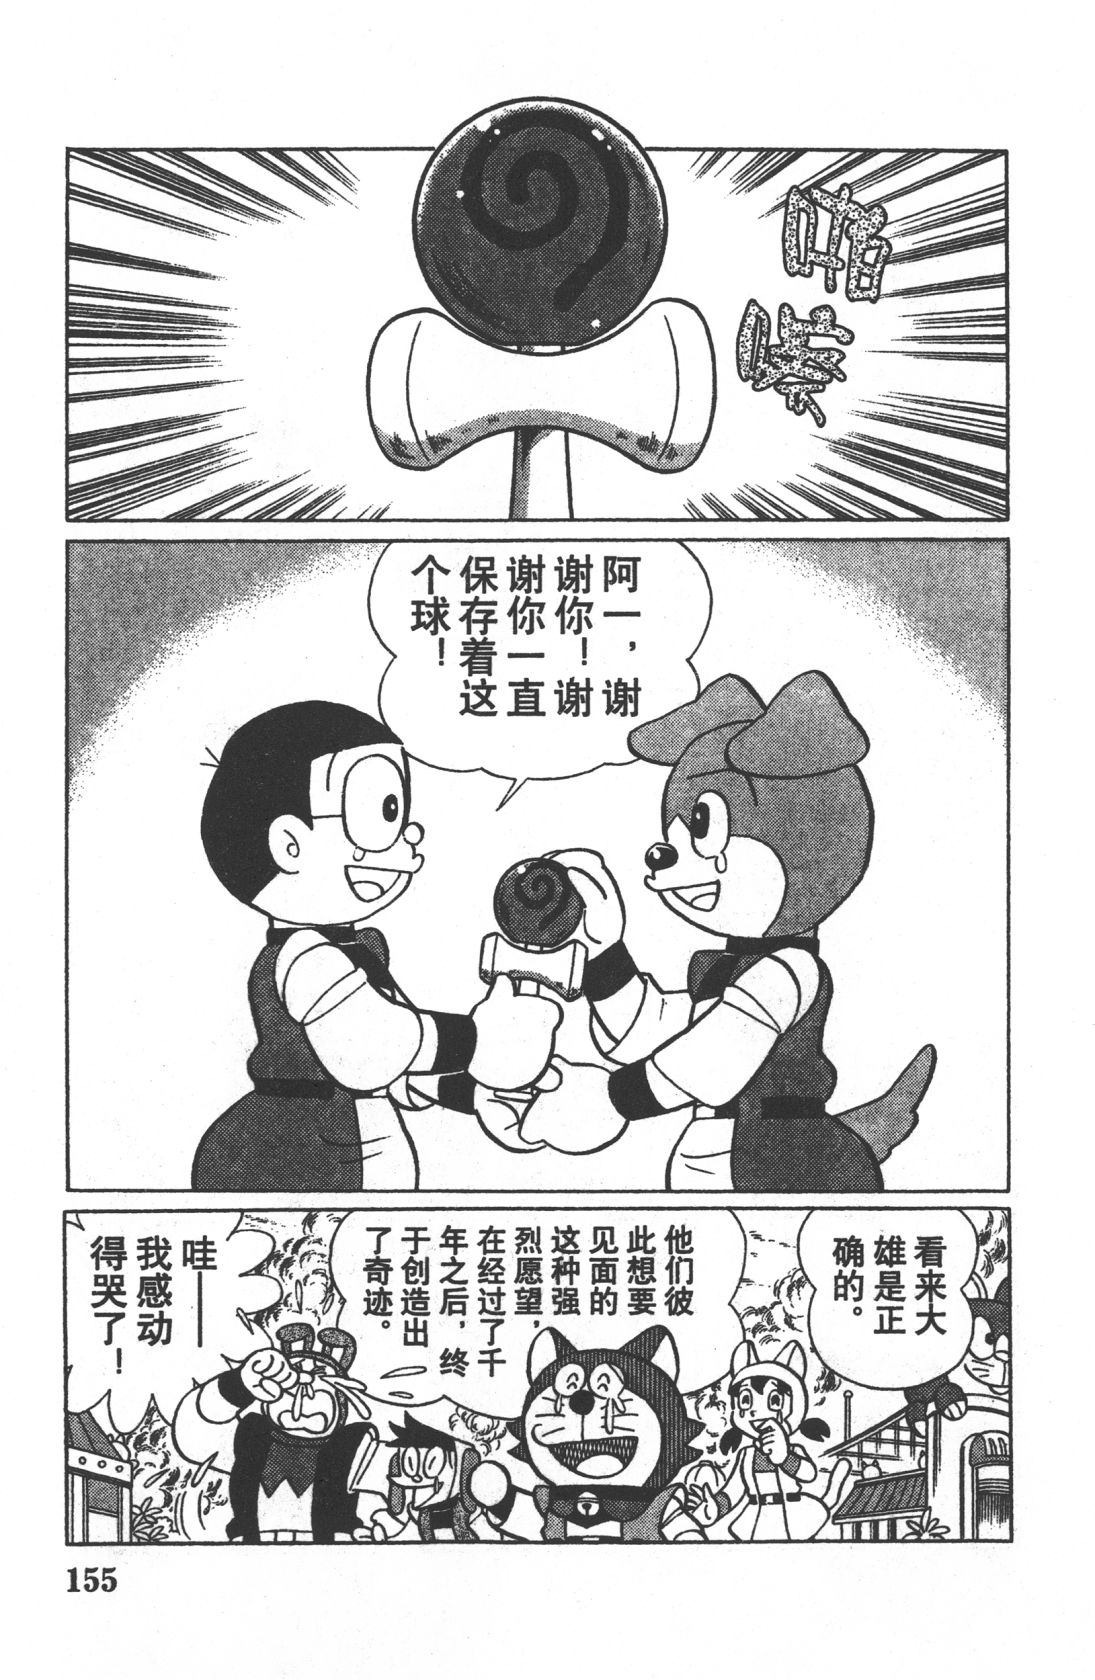 啪
嚓
阿一，谢
谢你！谢
谢你一直
保存着这
个球！
看来大
雄是正
确的。
他们彼
此想要
见面的
这种强
烈愿望，
在经过了千
年之后，终
于创造出
了奇迹。
哇——
我感动
得哭了！
155